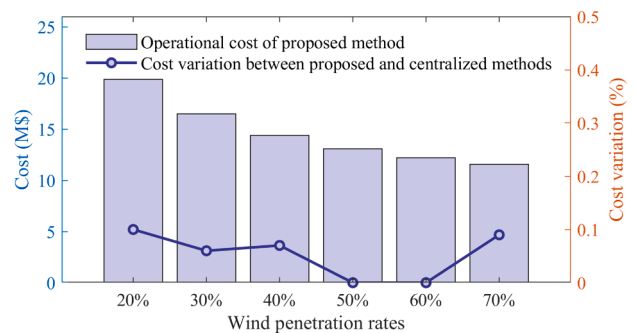 Operational cost of proposed method
Cost variation between proposed and centralized methods
Cost (M$)
25
20
15
10
5
0
Cost variation (%)
0.5
0.4
0.3
0.2
0.1
0
20% 30% 40% 50% 60% 70%
Wind penetration rates